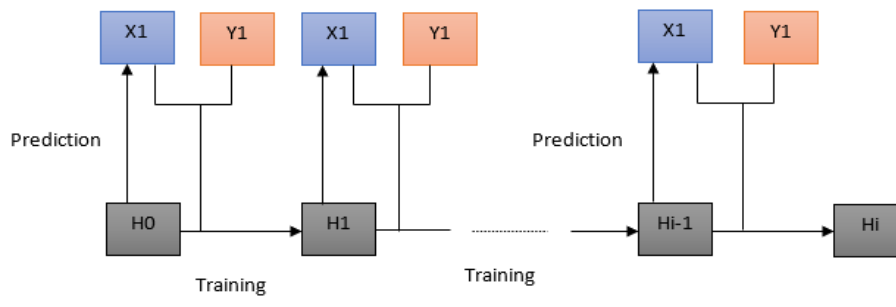 X1 Y1 X1 Y1 X1 Y1
Prediction Prediction
H0 H1 Hi-1 Hi
Training Training